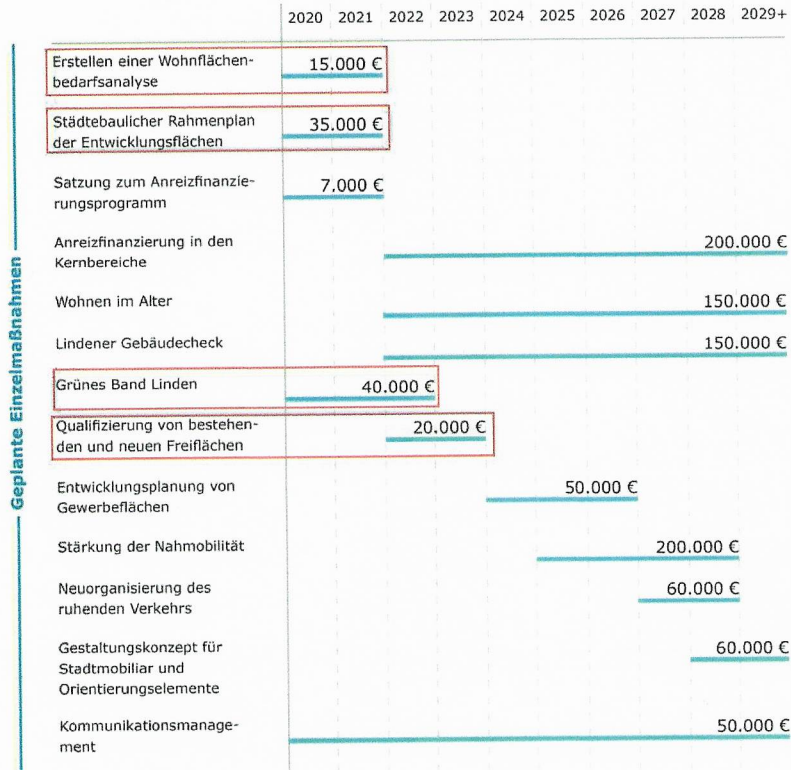 2020 2021 2022 2023 2024 2025 2026 2027 2028 2029+
Geplante Einzelmaßnahmen
Erstellen einer Wohnflächen-
bedarfsanalyse
15.000 €
Städtebaulicher Rahmenplan
der Entwicklungsflächen
35.000 €
Satzung zum Anreizfinanzie-
rungsprogramm
7.000 €
Anreizfinanzierung in den
Kernbereiche
200.000 €
Wohnen im Alter
150.000 €
Lindener Gebäudecheck
150.000 €
Grünes Band Linden
40.000 €
Qualifizierung von bestehen-
den und neuen Freiflächen
20.000 €
Entwicklungsplanung von
Gewerbeflächen
50.000 €
Stärkung der Nahmobilität
200.000 €
Neuorganisierung des
ruhenden Verkehrs
60.000 €
Gestaltungskonzept für
Stadtmobiliar und
Orientierungselemente
60.000 €
Kommunikationsmanage-
ment
50.000 €